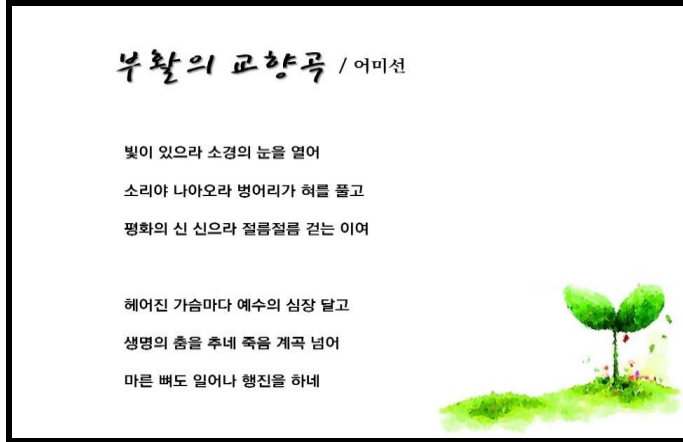 부활의 교향곡 / 어미선
빛이 있으라 소경의 눈을 열어
소리야 나아오라 벙어리가 혀를 풀고
평화의 신 신으라 절름절름 걷는 이여
헤어진 가슴마다 예수의 심장 달고
생명의 춤을 추네 죽음 계곡 넘어
마른 뼈도 일어나 행진을 하네